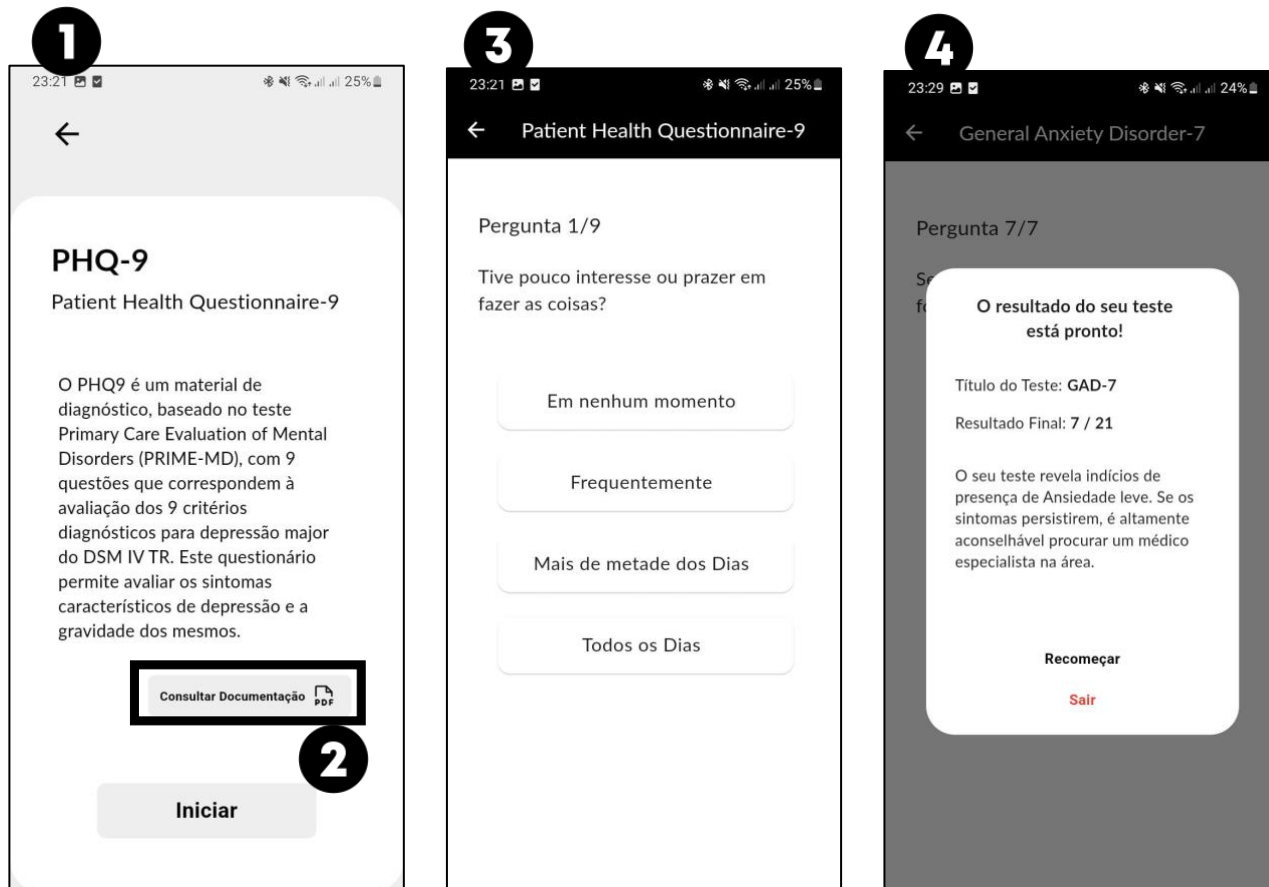 1
23:21
25%
PHQ-9
Patient Health Questionnaire-9
O PHQ9 é um material de
diagnóstico, baseado no teste
Primary Care Evaluation of Mental
Disorders (PRIME-MD), com 9
questões que correspondem à
avaliação dos 9 critérios
diagnósticos para depressão major
do DSM IV TR. Este questionário
permite avaliar os sintomas
característicos de depressão e a
gravidade dos mesmos.
Consultar Documentação PDF
2
Iniciar
3
23:21
25%
Patient Health Questionnaire-9
Pergunta 1/9
Tive pouco interesse ou prazer em
fazer as coisas?
Em nenhum momento
Frequentemente
Mais de metade dos Dias
Todos os Dias
4
23:29
24%
General Anxiety Disorder-7
Pergunta 7/7
O resultado do seu teste
está pronto!
Título do Teste: GAD-7
Resultado Final: 7 / 21
O seu teste revela indícios de
presença de Ansiedade leve. Se os
sintomas persistirem, é altamente
aconselhável procurar um médico
especialista na área.
Recomeçar
Sair